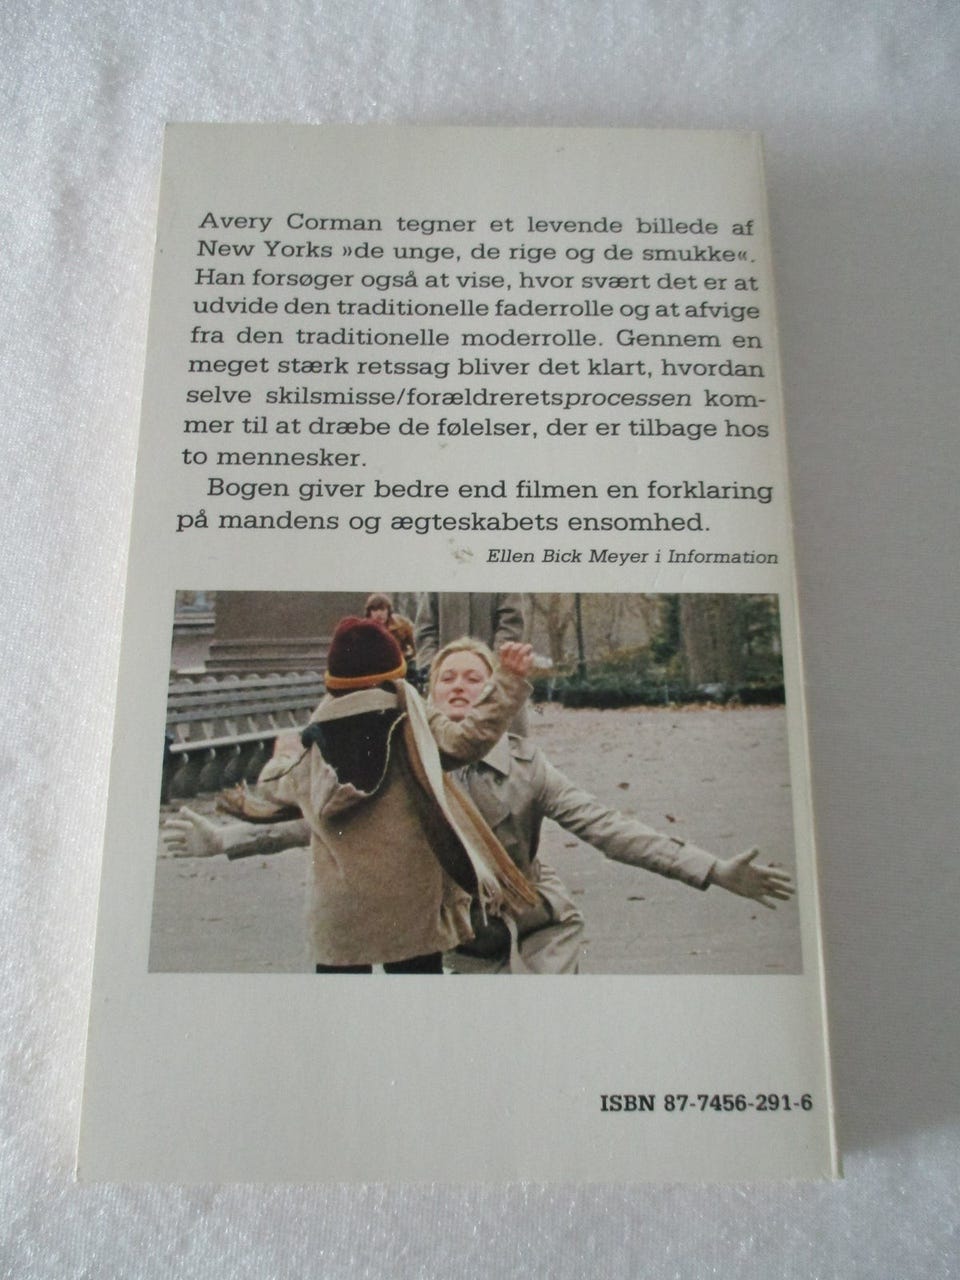 Avery Corman tegner et levende billede af
New Yorks »de unge, de rige og de smukke«.
Han forsøger også at vise, hvor svært det er at
udvide den traditionelle faderrolle og at afvige
fra den traditionelle moderrolle. Gennem en
meget stærk retssag bliver det klart, hvordan
selve skilsmisse/forældreretsprocessen kom-
mer til at dræbe de følelser, der er tilbage hos
to mennesker.
Bogen giver bedre end filmen en forklaring
på mandens og ægteskabets ensomhed.
Ellen Bick Meyer i Information
ISBN 87-7456-291-6